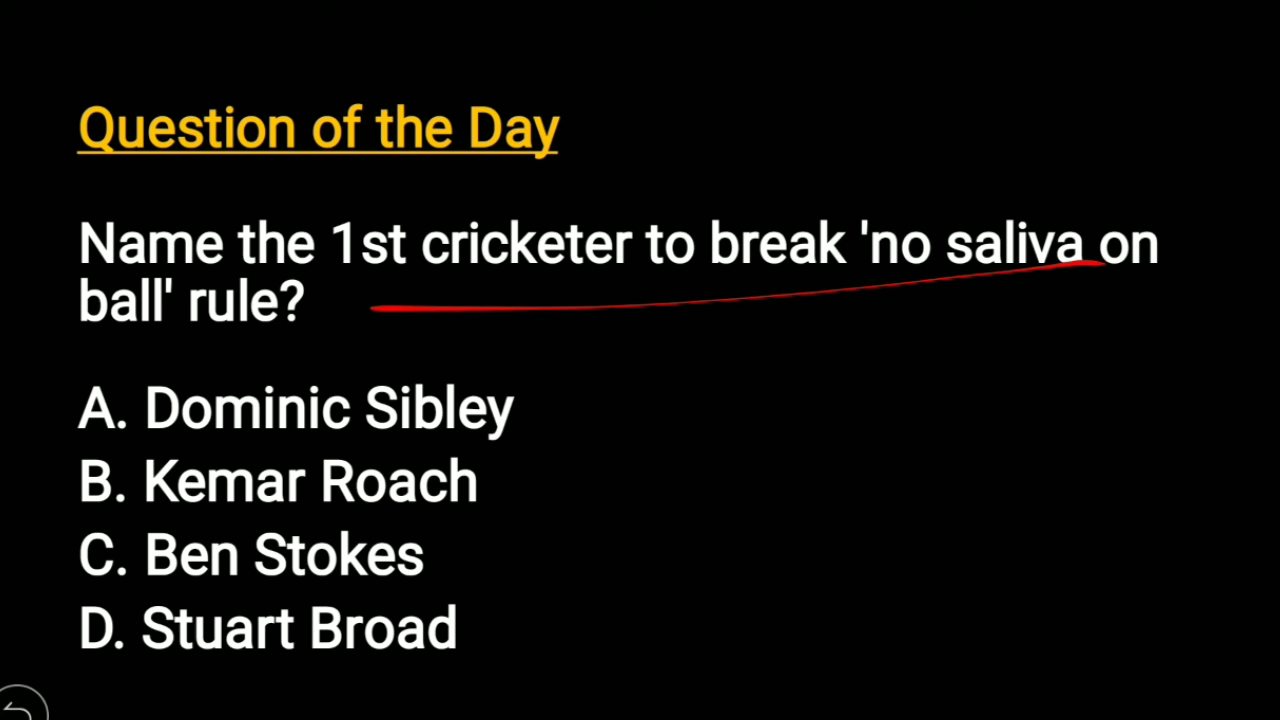 Question of the Day
Name the 1st cricketer to break 'no saliva on
ball' rule?
A. Dominic Sibley
B. Kemar Roach
C. Ben Stokes
D. Stuart Broad